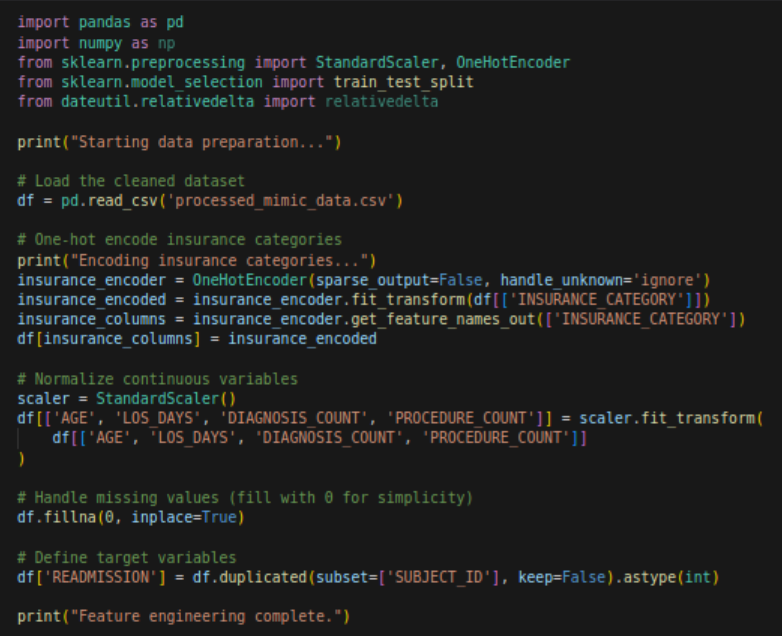 import pandas as pd
import numpy as np
from sklearn.preprocessing import StandardScaler, OneHotEncoder
from sklearn.model_selection import train_test_split
from dateutil.relativedelta import relativedelta

print("Starting data preparation...")

# Load the cleaned dataset
df = pd.read_csv('processed_mimic_data.csv')

# One-hot encode insurance categories
print("Encoding insurance categories...")
insurance_encoder = OneHotEncoder(sparse_output=False, handle_unknown='ignore')
insurance_encoded = insurance_encoder.fit_transform(df[['INSURANCE_CATEGORY']])
insurance_columns = insurance_encoder.get_feature_names_out(['INSURANCE_CATEGORY'])
df[insurance_columns] = insurance_encoded

# Normalize continuous variables
scaler = StandardScaler()
df[['AGE', 'LOS_DAYS', 'DIAGNOSIS_COUNT', 'PROCEDURE_COUNT']] = scaler.fit_transform(
    df[['AGE', 'LOS_DAYS', 'DIAGNOSIS_COUNT', 'PROCEDURE_COUNT']]
)

# Handle missing values (fill with 0 for simplicity)
df.fillna(0, inplace=True)

# Define target variables
df['READMISSION'] = df.duplicated(subset=['SUBJECT_ID'], keep=False).astype(int)

print("Feature engineering complete.")